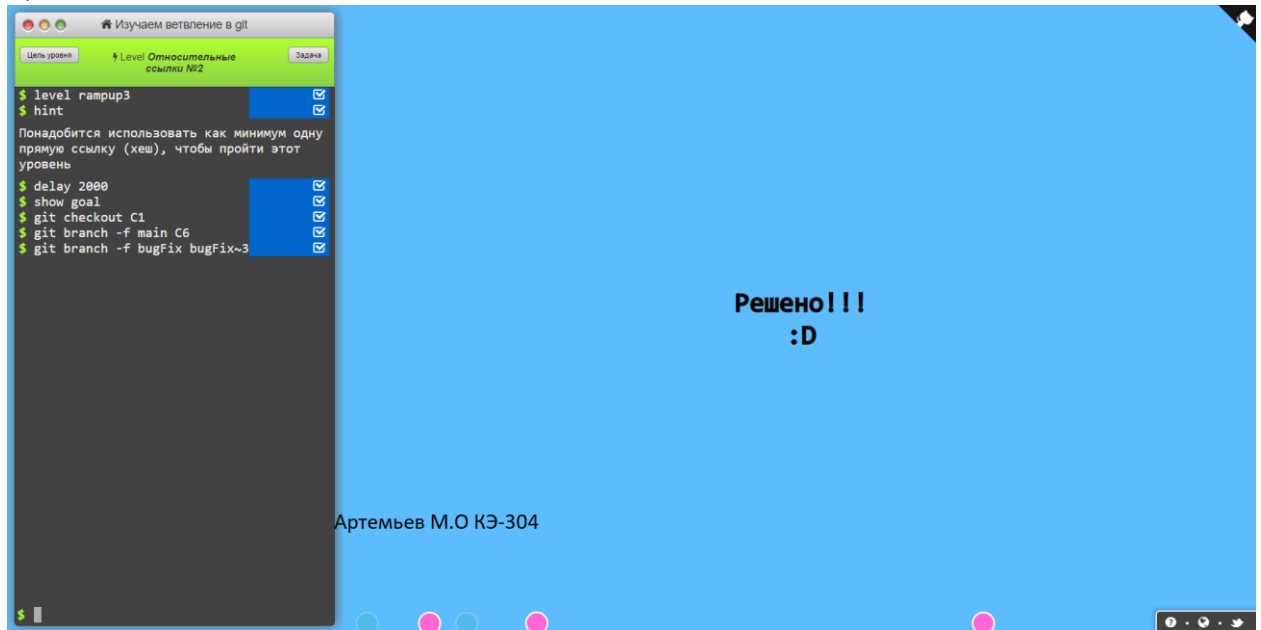 Изучаем ветвление в git
Цель уровня
Level Относительные
ссылки №2
Задача
$ level rampup3
$ hint
Понадобится использовать как минимум одну
прямую ссылку (хеш), чтобы пройти этот
уровень
$ delay 2000
$ show goal
$ git checkout C1
$ git branch -f main C6
$ git branch -f bugFix bugFix~3
$
Решено!!!
:D
Артемьев М.О КЭ-304